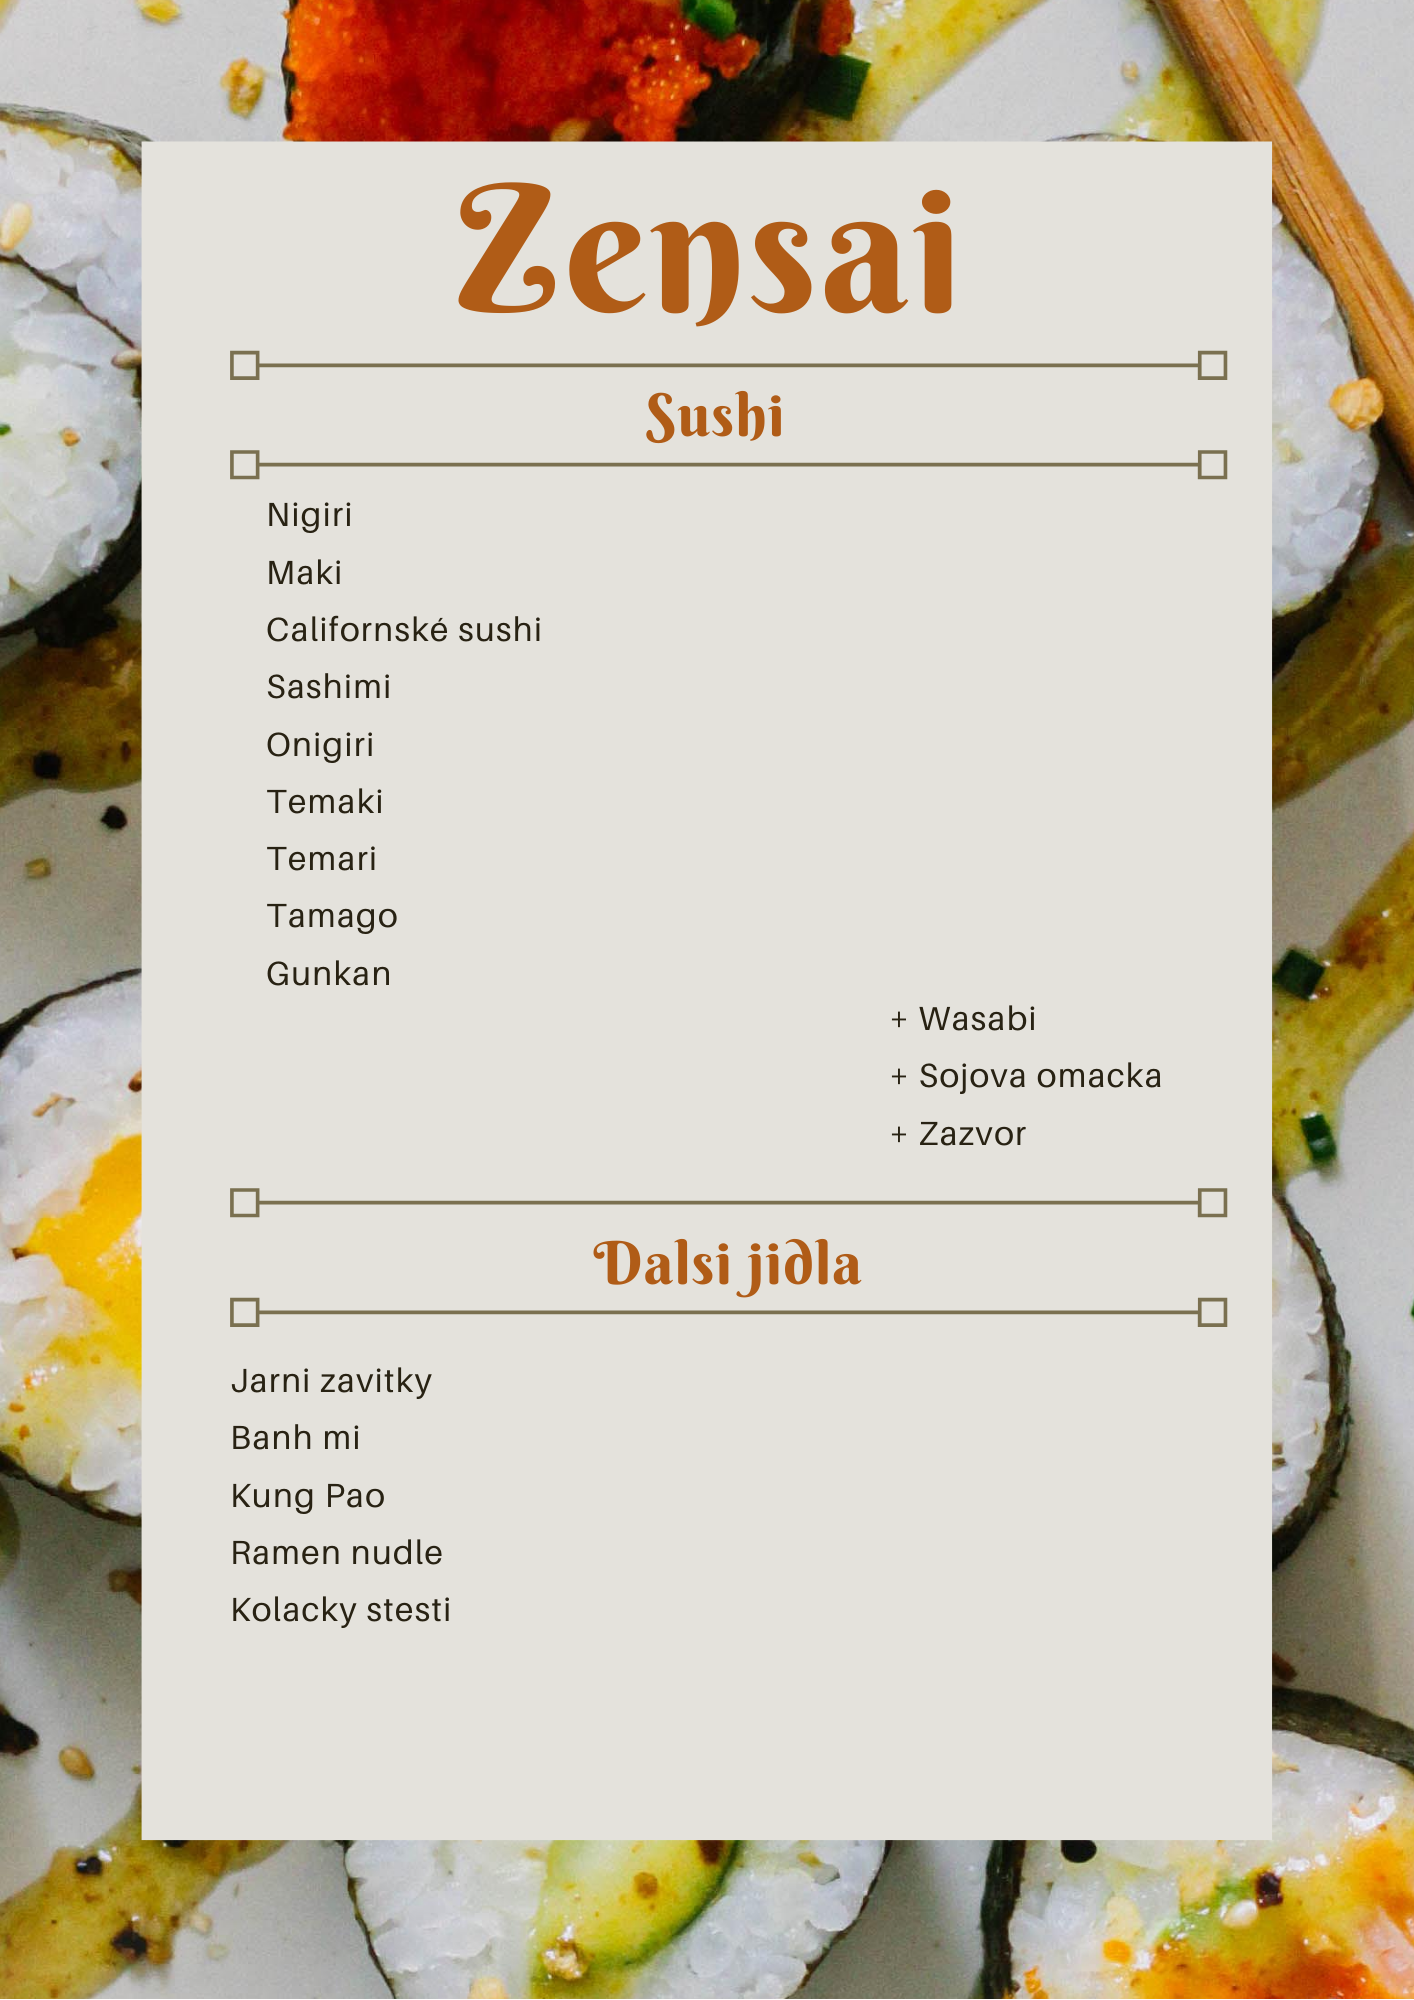 Zensai
Sushi
Nigiri
Maki
Californské sushi
Sashimi
Onigiri
Temaki
Temari
Tamago
Gunkan
+ Wasabi
+ Sojova omacka
+ Zazvor
Dalsi jidla
Jarni zavitky
Banh mi
Kung Pao
Ramen nudle
Kolacky stesti